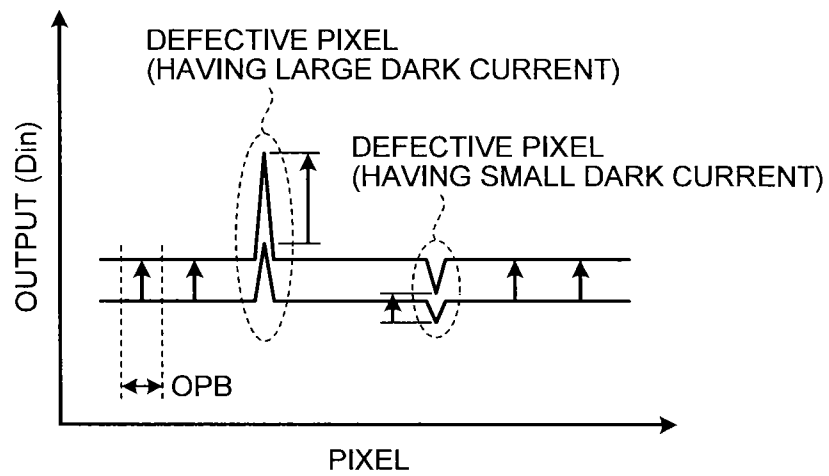 DEFECTIVE PIXEL
(HAVING LARGE DARK CURRENT)
DEFECTIVE PIXEL
(HAVING SMALL DARK CURRENT)
OUTPUT (Din)
OPB
PIXEL